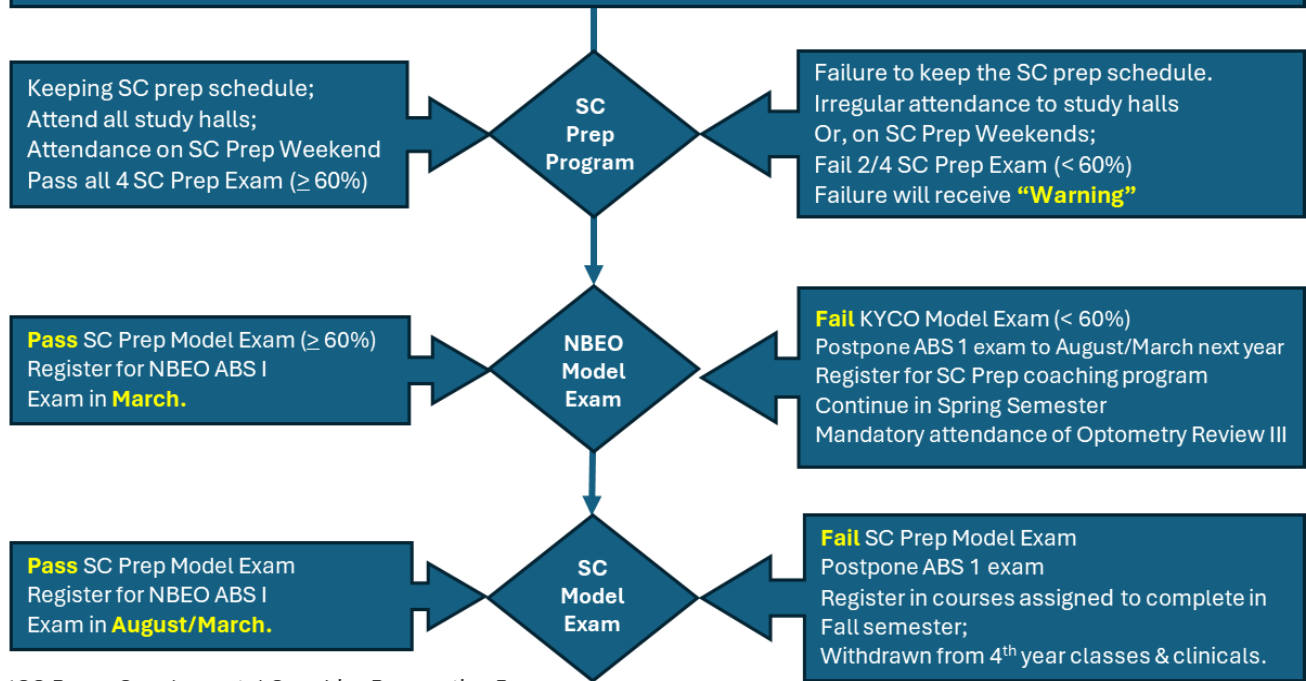 Keeping SC prep schedule;
Attend all study halls;
Attendance on SC Prep Weekend
Pass all 4 SC Prep Exam (≥ 60%)
SC
Prep
Program
Failure to keep the SC prep schedule.
Irregular attendance to study halls
Or, on SC Prep Weekends;
Fail 2/4 SC Prep Exam (< 60%)
Failure will receive “Warning”
Pass SC Prep Model Exam (≥ 60%)
Register for NBEO ABS I
Exam in March.
NBEO
Model
Exam
Fail KYCO Model Exam (< 60%)
Postpone ABS 1 exam to August/March next year
Register for SC Prep coaching program
Continue in Spring Semester
Mandatory attendance of Optometry Review III
Pass SC Prep Model Exam
Register for NBEO ABS I
Exam in August/March.
SC
Model
Exam
Fail SC Prep Model Exam
Postpone ABS 1 exam
Register in courses assigned to complete in
Fall semester;
Withdrawn from 4th year classes & clinicals.